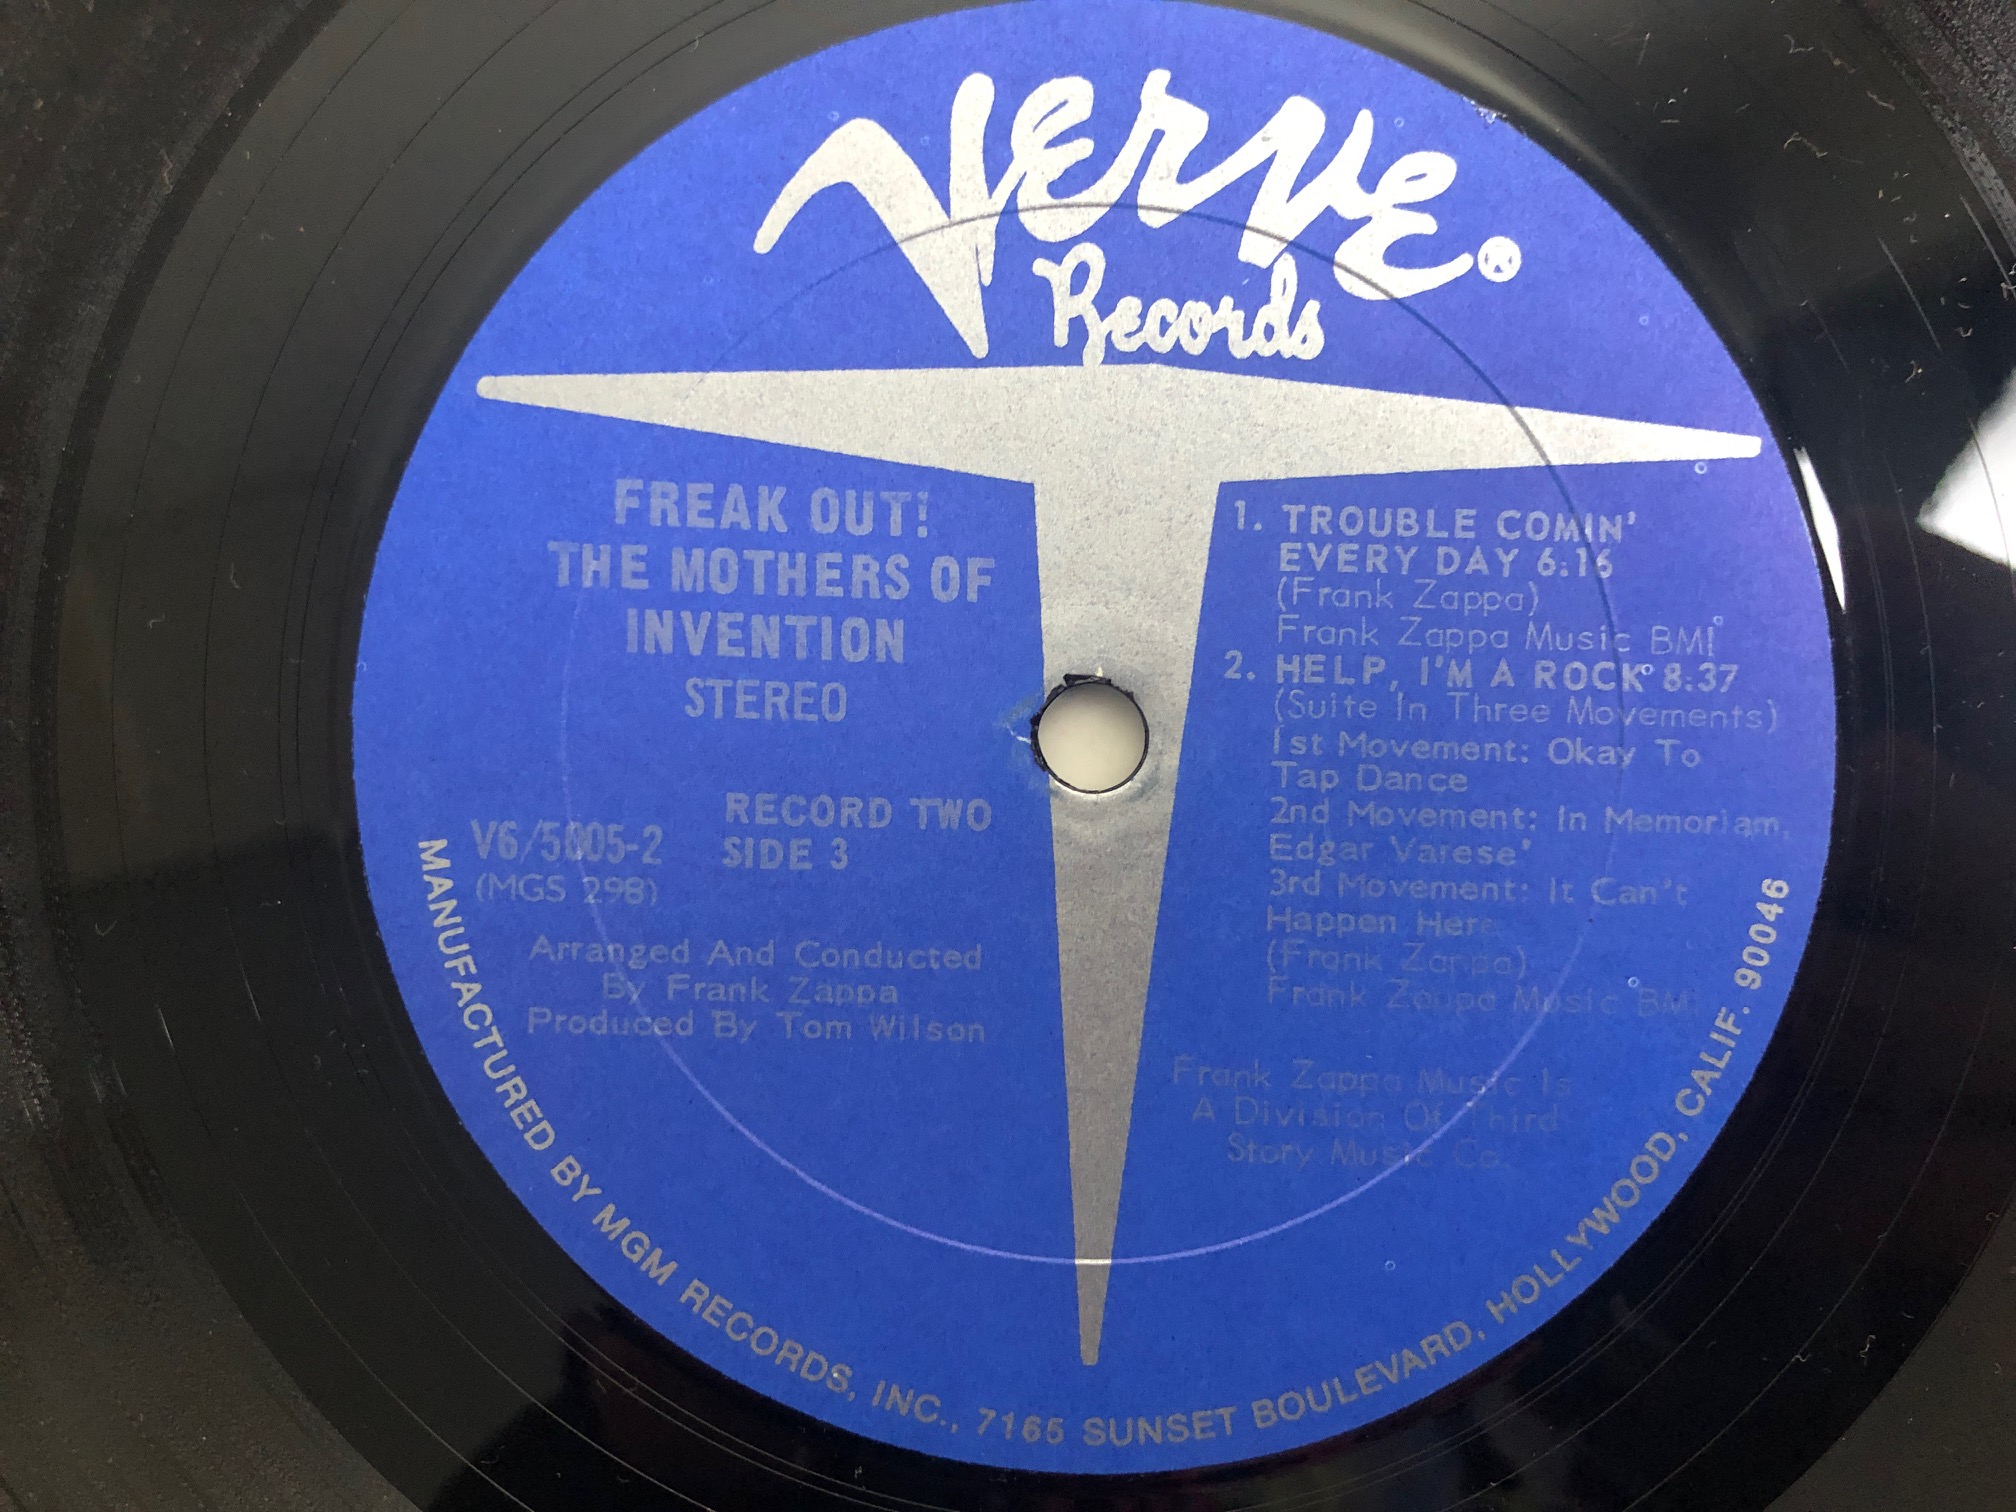 Verve®
Records
FREAK OUT!
THE MOTHERS OF
INVENTION
STEREO
RECORD TWO
V6/5005-2
SIDE 3
(MGS 298)
Arranged And Conducted
By Frank Zappa
Produced By Tom Wilson
1. TROUBLE COMIN'
EVERY DAY 6:16
(Frank Zappa)
Frank Zappa Music BMI
2. HELP, I'M A ROCK 8:37
(Suite In Three Movements)
1st Movement: Okay To
Tap Dance
2nd Movement: In Memoriam,
Edgar Varese'
3rd Movement: It Can't
Happen Here
(Frank Zappa)
Frank Zappa Music BMI
Frank Zappa Music Is
A Division Of Third
Story Music Co.
MANUFACTURED BY MGM RECORDS, INC., 7165 SUNSET BOULEVARD, HOLLYWOOD, CALIF. 90046